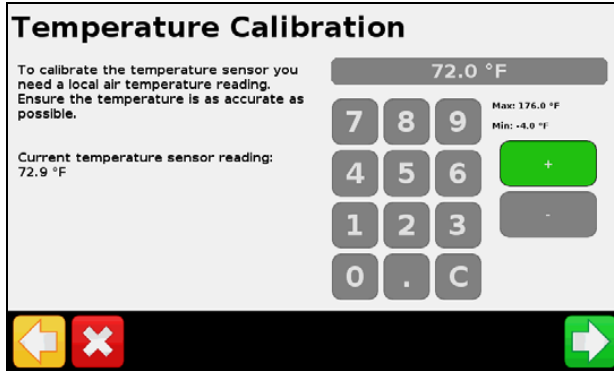 Temperature Calibration
To calibrate the temperature sensor you
need a local air temperature reading.
Ensure the temperature is as accurate as
possible.
Current temperature sensor reading:
72.9 °F
72.0 °F
7 8 9
4 5 6
1 2 3
0 . C
Max: 176.0 °F
Min: -4.0 °F
+
-